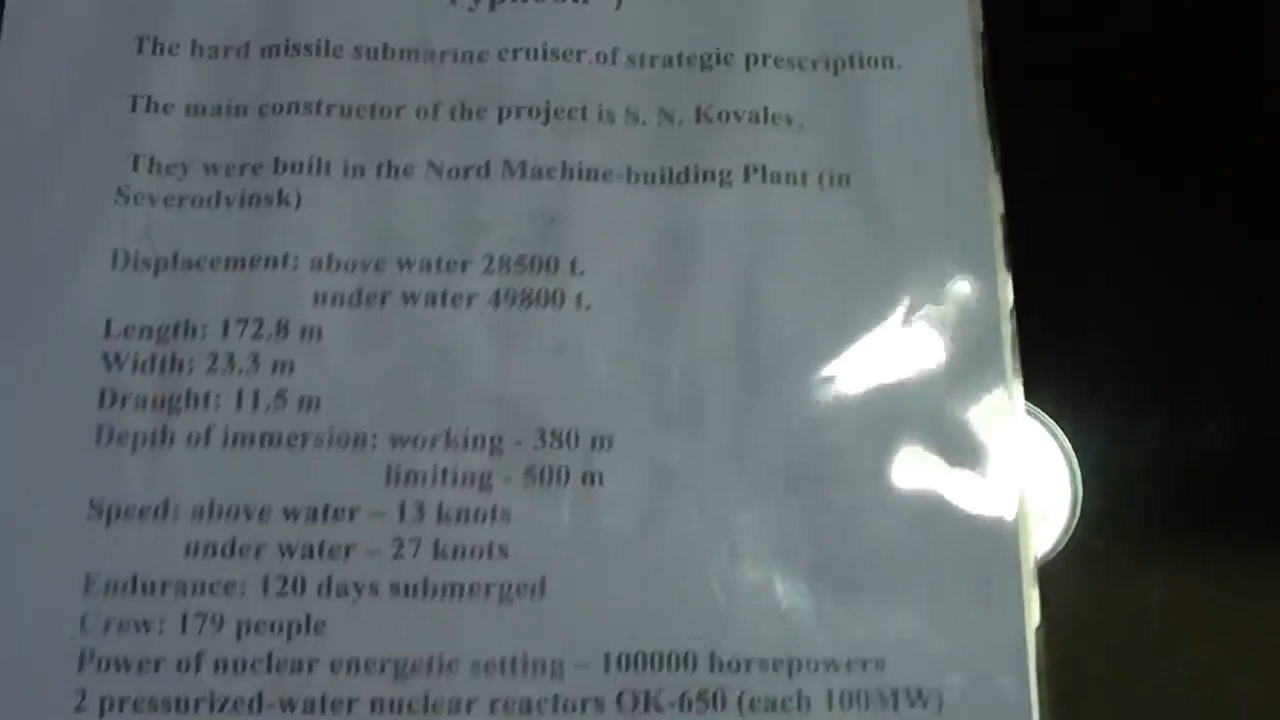 The hard missile submarine cruiser.of strategic prescription.
The main constructor of the project is S. N. Kovalev.
They were built in the Nord Machine-building Plant (in
Severodvinsk)
Displacement: above water 28500 t.
under water 49800 t.
Length: 172,8 m
Width: 23,3 m
Draught: 11,5 m
Depth of immersion: working - 380 m
limiting - 500 m
Speed: above water – 13 knots
under water – 27 knots
Endurance: 120 days submerged
Crew: 179 people
Power of nuclear energetic setting – 100000 horsepowers
2 pressurized-water nuclear reactors OK-650 (each 100MW)